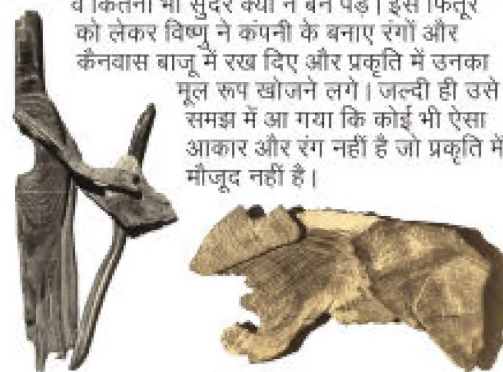 वे कितनी भी सुंदर क्यों न बन पड़े। इस फितूर
को लेकर विष्णु ने कंपनी के बनाए रंगों और
कैनवास बाजू में रख दिए और प्रकृति में उनका
मूल रूप खोजने लगे। जल्दी ही उसे
समझ में आ गया कि कोई भी ऐसा
आकार और रंग नहीं है जो प्रकृति में
मौजूद नहीं है।